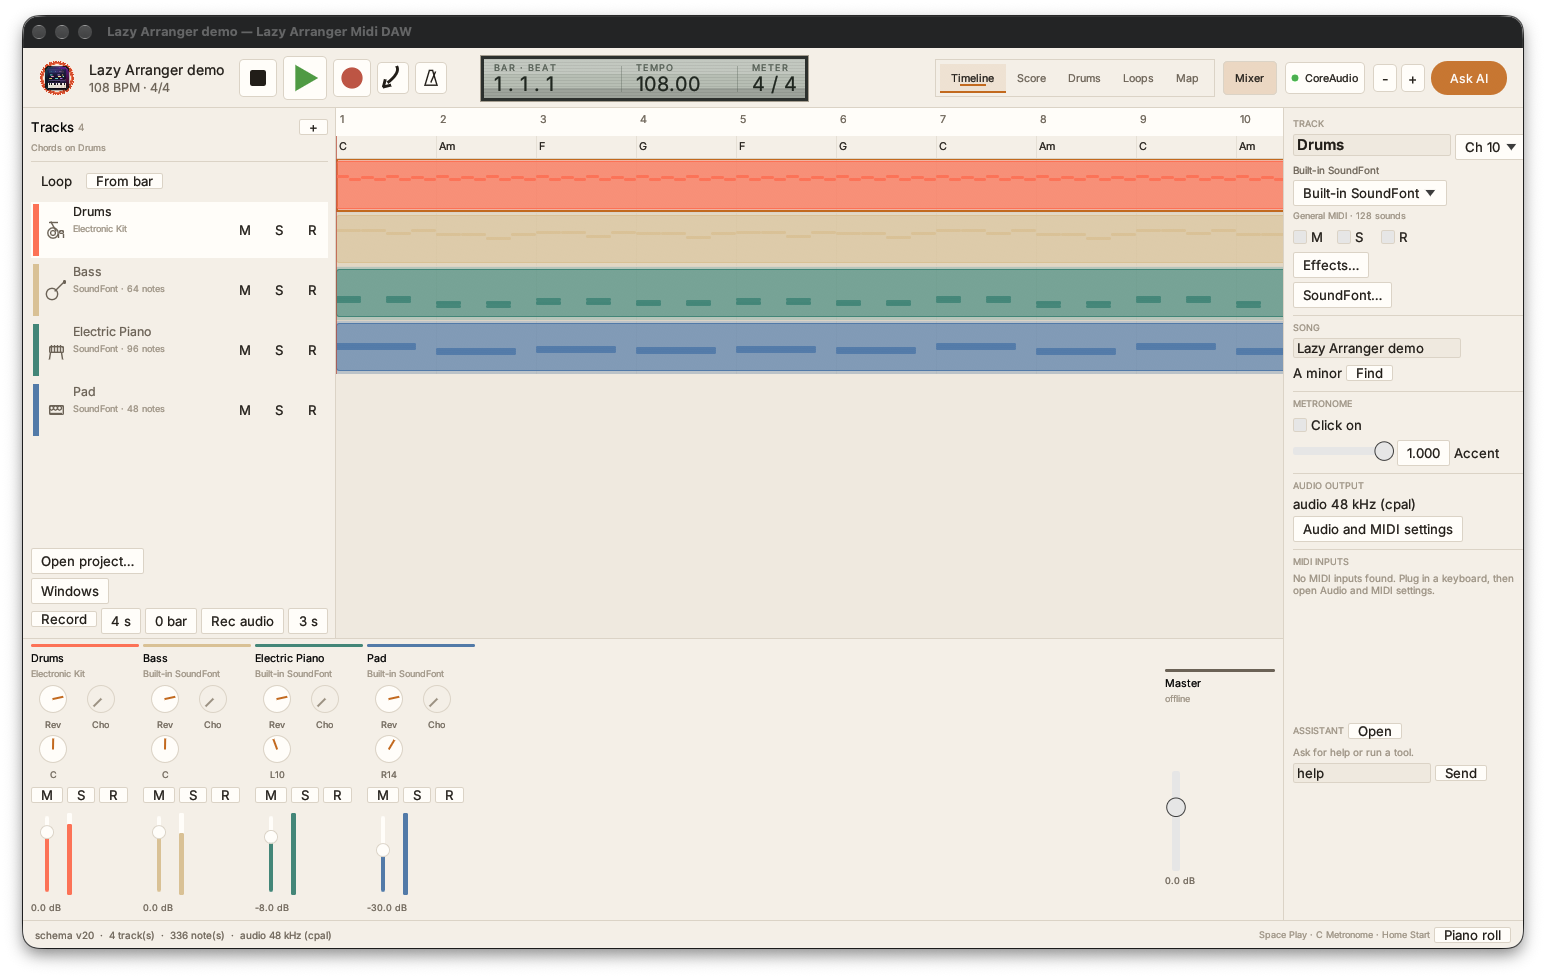 Lazy Arranger demo — Lazy Arranger Midi DAW
Lazy Arranger demo
108 BPM · 4/4
BAR · BEAT
1 . 1 . 1
TEMPO
108.00
METER
4 / 4
Timeline Score Drums Loops Map
Mixer
CoreAudio
- +
Ask AI
Tracks 4
+
Chords on Drums
Loop From bar
Drums
Electronic Kit
M S R
Bass
SoundFont · 64 notes
M S R
Electric Piano
SoundFont · 96 notes
M S R
Pad
SoundFont · 48 notes
M S R
Open project...
Windows
Record 4 s 0 bar Rec audio 3 s
1 2 3 4 5 6 7 8 9 10
C Am F G F G C Am C Am
TRACK
Drums Ch 10
Built-in SoundFont
Built-in SoundFont
General MIDI · 128 sounds
M S R
Effects...
SoundFont...
SONG
Lazy Arranger demo
A minor Find
METRONOME
Click on
1.000 Accent
AUDIO OUTPUT
audio 48 kHz (cpal)
Audio and MIDI settings
MIDI INPUTS
No MIDI inputs found. Plug in a keyboard, then
open Audio and MIDI settings.
ASSISTANT Open
Ask for help or run a tool.
help Send
Drums
Electronic Kit
Rev Cho
C
M S R
0.0 dB
Bass
Built-in SoundFont
Rev Cho
C
M S R
0.0 dB
Electric Piano
Built-in SoundFont
Rev Cho
L10
M S R
-8.0 dB
Pad
Built-in SoundFont
Rev Cho
R14
M S R
-30.0 dB
Master
offline
0.0 dB
schema v20 · 4 track(s) · 336 note(s) · audio 48 kHz (cpal)
Space Play · C Metronome · Home Start Piano roll